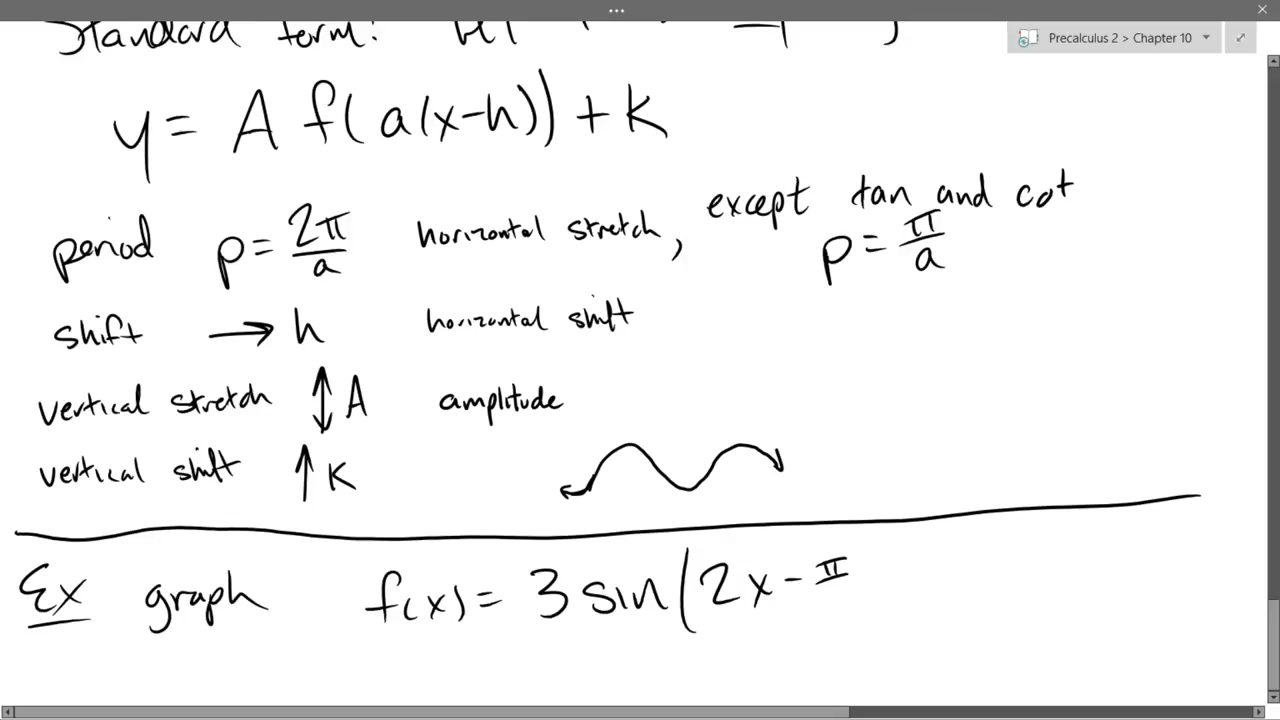 Precalculus 2 > Chapter 10
Standard
y = A f(a(x-h)) + K
period p = 2π/a horizontal stretch, except tan and cot p = π/a
shift → h horizontal shift
vertical stretch ↕ A amplitude
vertical shift ↑ K
Ex graph f(x) = 3 sin(2x - π